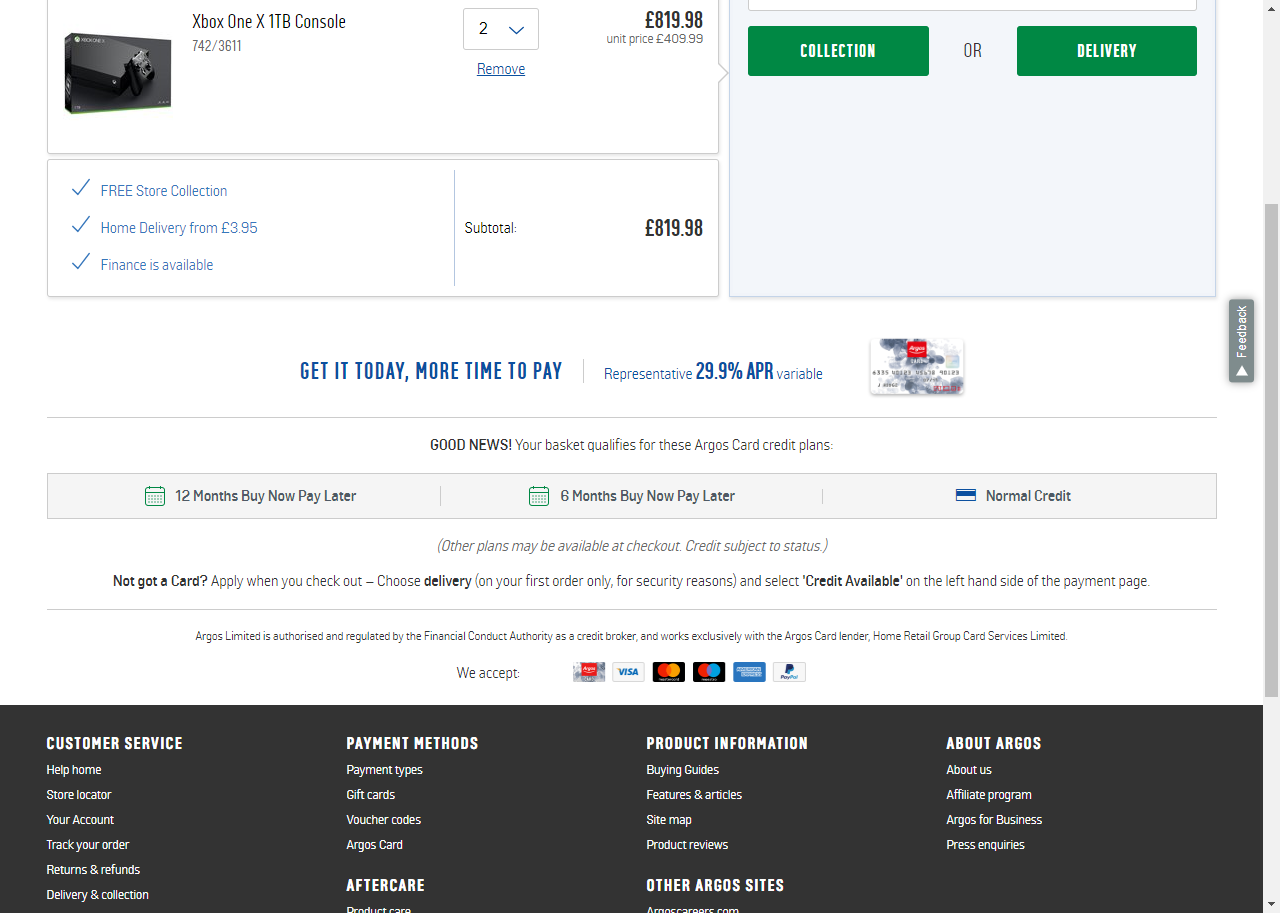 Xbox One X 1TB Console
742/3611
2
Remove
£819.98
unit price £409.99
COLLECTION
OR
DELIVERY
FREE Store Collection
Home Delivery from £3.95
Finance is available
Subtotal:
£819.98
Feedback
GET IT TODAY, MORE TIME TO PAY
Representative 29.9% APR variable
GOOD NEWS! Your basket qualifies for these Argos Card credit plans:
12 Months Buy Now Pay Later
6 Months Buy Now Pay Later
Normal Credit
(Other plans may be available at checkout. Credit subject to status.)
Not got a Card? Apply when you check out – Choose delivery (on your first order only, for security reasons) and select 'Credit Available' on the left hand side of the payment page.
Argos Limited is authorised and regulated by the Financial Conduct Authority as a credit broker, and works exclusively with the Argos Card lender, Home Retail Group Card Services Limited.
We accept:
Argos
VISA
PayPal
CUSTOMER SERVICE
Help home
Store locator
Your Account
Track your order
Returns & refunds
Delivery & collection
PAYMENT METHODS
Payment types
Gift cards
Voucher codes
Argos Card
AFTERCARE
Product care
PRODUCT INFORMATION
Buying Guides
Features & articles
Site map
Product reviews
OTHER ARGOS SITES
Argoscareers.com
ABOUT ARGOS
About us
Affiliate program
Argos for Business
Press enquiries